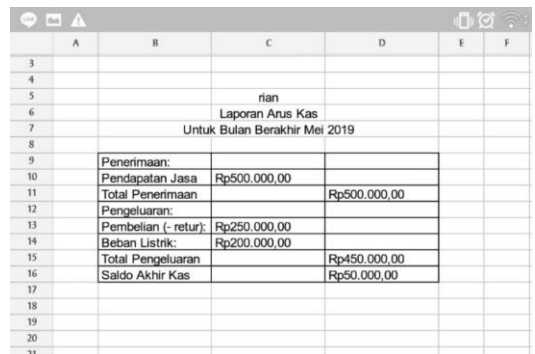 A B C D E F
3
4
5 rian
6 Laporan Arus Kas
7 Untuk Bulan Berakhir Mei 2019
8
9 Penerimaan:
10 Pendapatan Jasa Rp500.000,00
11 Total Penerimaan Rp500.000,00
12 Pengeluaran:
13 Pembelian (- retur): Rp250.000,00
14 Beban Listrik: Rp200.000,00
15 Total Pengeluaran Rp450.000,00
16 Saldo Akhir Kas Rp50.000,00
17
18
19
20
21